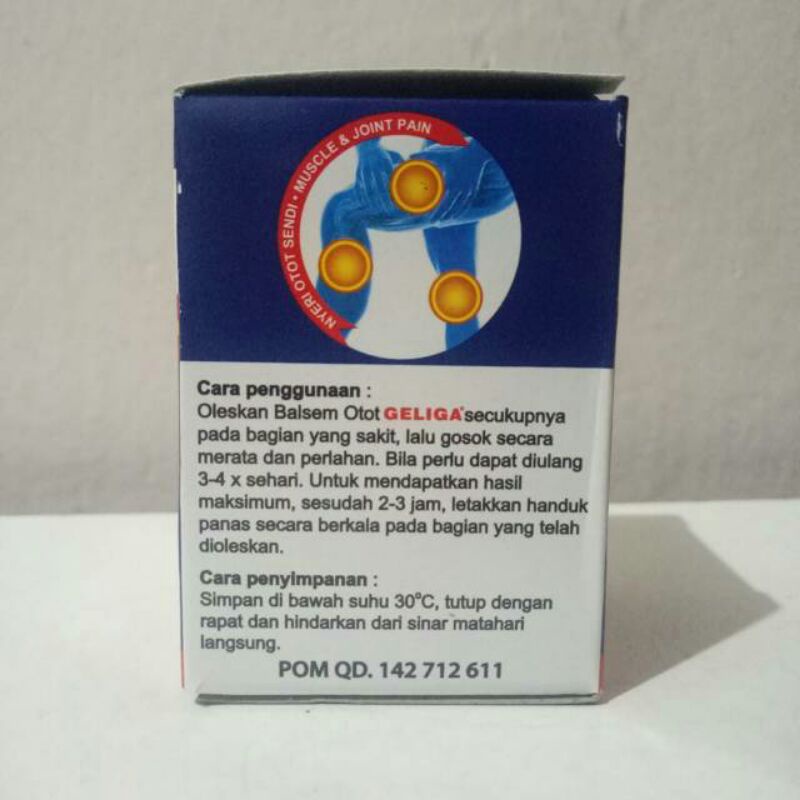 NYERI OTOT SENDI • MUSCLE & JOINT PAIN
Cara penggunaan :
Oleskan Balsem Otot GELIGA® secukupnya
pada bagian yang sakit, lalu gosok secara
merata dan perlahan. Bila perlu dapat diulang
3-4 x sehari. Untuk mendapatkan hasil
maksimum, sesudah 2-3 jam, letakkan handuk
panas secara berkala pada bagian yang telah
dioleskan.
Cara penyimpanan :
Simpan di bawah suhu 30°C, tutup dengan
rapat dan hindarkan dari sinar matahari
langsung.
POM QD. 142 712 611